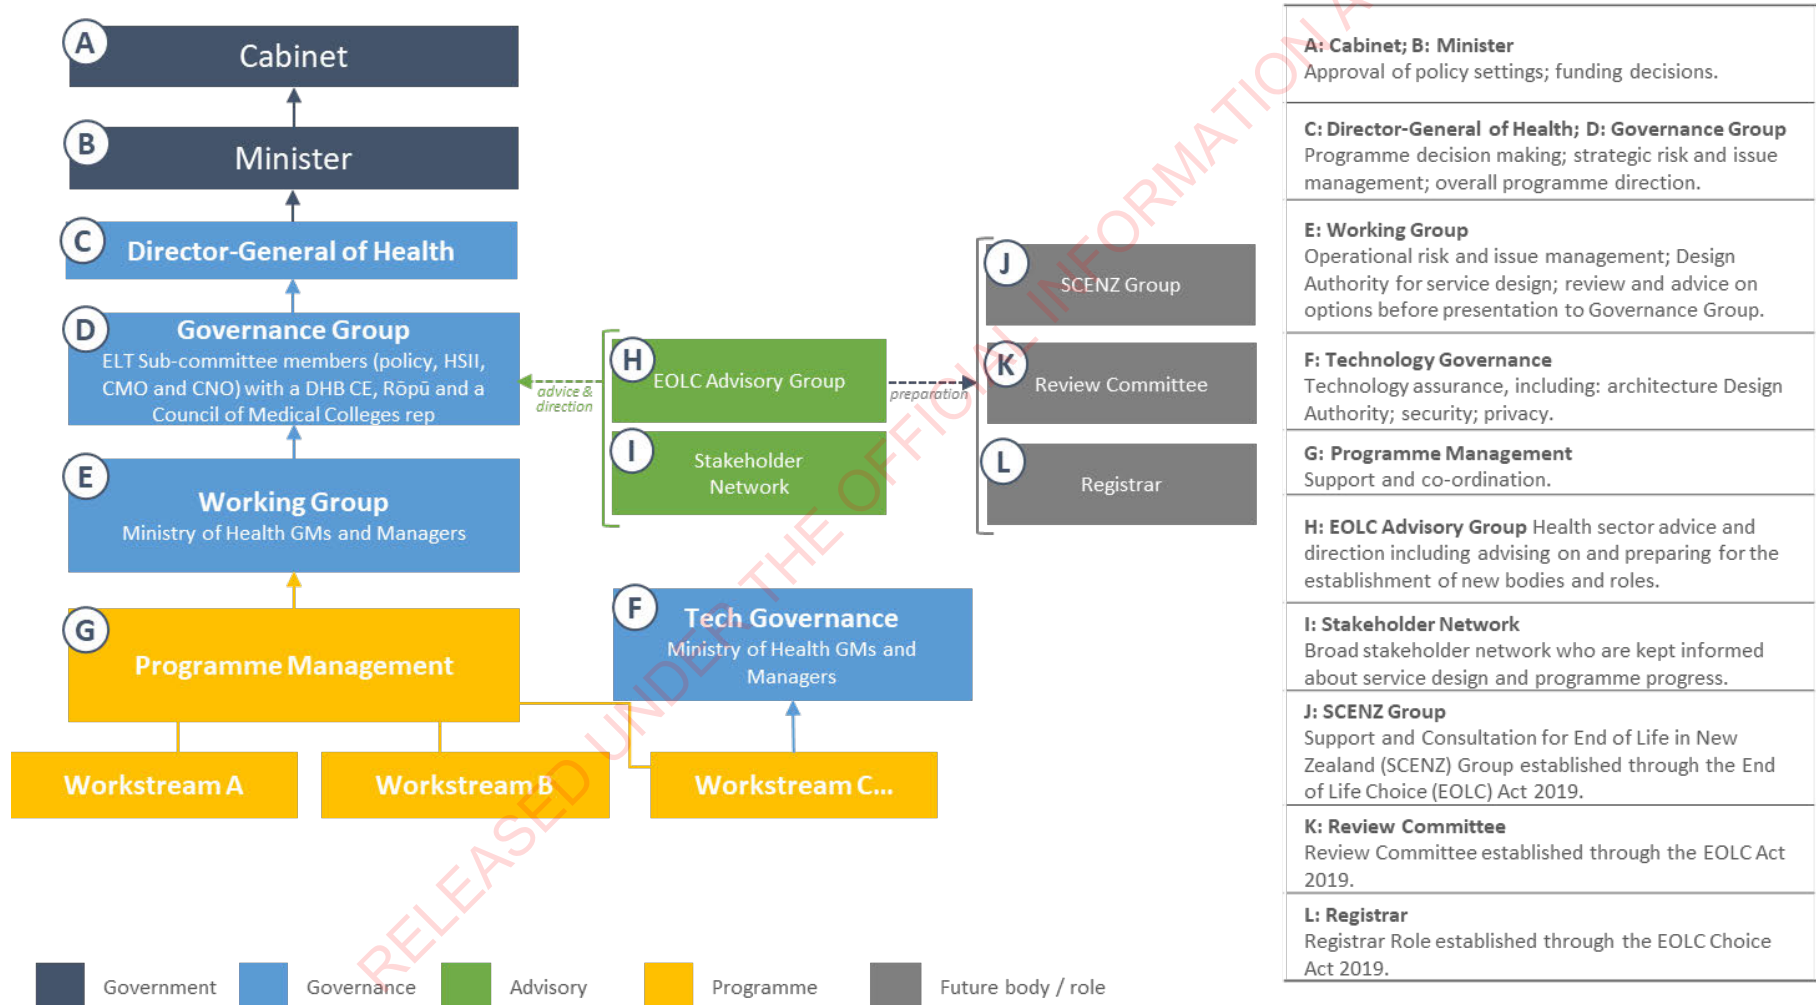 A
Cabinet
B
Minister
C
Director-General of Health
D
Governance Group
ELT Sub-committee members (policy, HSII,
CMO and CNO) with a DHB CE, Rōpū and a
Council of Medical Colleges rep
E
Working Group
Ministry of Health GMs and Managers
G
Programme Management
Workstream A
Workstream B
Workstream C...
F
Tech Governance
Ministry of Health GMs and
Managers
advice &
direction
H
EOLC Advisory Group
I
Stakeholder
Network
preparation
J
SCENZ Group
K
Review Committee
L
Registrar
A: Cabinet; B: Minister
Approval of policy settings; funding decisions.
C: Director-General of Health; D: Governance Group
Programme decision making; strategic risk and issue
management; overall programme direction.
E: Working Group
Operational risk and issue management; Design
Authority for service design; review and advice on
options before presentation to Governance Group.
F: Technology Governance
Technology assurance, including: architecture Design
Authority; security; privacy.
G: Programme Management
Support and co-ordination.
H: EOLC Advisory Group Health sector advice and
direction including advising on and preparing for the
establishment of new bodies and roles.
I: Stakeholder Network
Broad stakeholder network who are kept informed
about service design and programme progress.
J: SCENZ Group
Support and Consultation for End of Life in New
Zealand (SCENZ) Group established through the End
of Life Choice (EOLC) Act 2019.
K: Review Committee
Review Committee established through the EOLC Act
2019.
L: Registrar
Registrar Role established through the EOLC Choice
Act 2019.
Government
Governance
Advisory
Programme
Future body / role
RELEASED UNDER THE OFFICIAL INFORMATION A